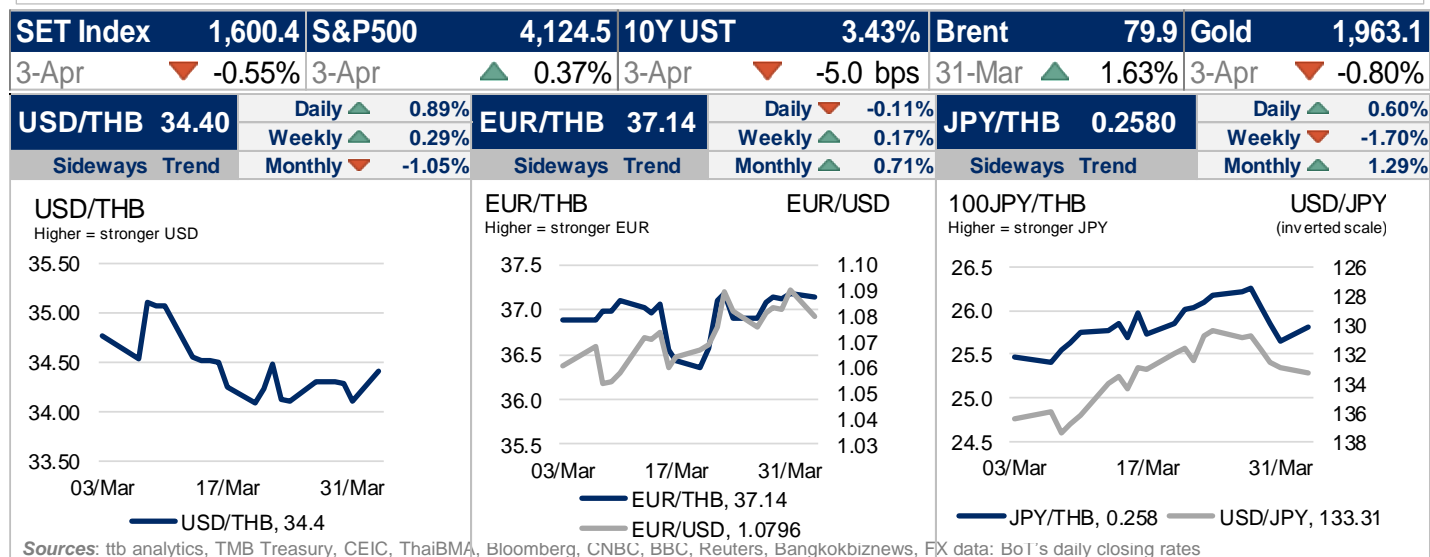 SET Index 1,600.4 S&P500 4,124.5 10Y UST 3.43% Brent 79.9 Gold 1,963.1
3-Apr -0.55% 3-Apr 0.37% 3-Apr -5.0 bps 31-Mar 1.63% 3-Apr -0.80%
USD/THB 34.40
Daily 0.89%
Weekly 0.29%
Sideways Trend Monthly -1.05%
EUR/THB 37.14
Daily -0.11%
Weekly 0.17%
Sideways Trend Monthly 0.71%
JPY/THB 0.2580
Daily 0.60%
Weekly -1.70%
Sideways Trend Monthly 1.29%
USD/THB
Higher = stronger USD
35.50
35.00
34.50
34.00
33.50
03/Mar 17/Mar 31/Mar
USD/THB, 34.4
EUR/THB EUR/USD
Higher = stronger EUR
37.5 1.10
1.09
37.0 1.08
1.07
36.5 1.06
36.0 1.05
1.04
35.5 1.03
03/Mar 17/Mar 31/Mar
EUR/THB, 37.14
EUR/USD, 1.0796
100JPY/THB USD/JPY
Higher = stronger JPY (inverted scale)
26.5 126
128
26.0 130
25.5 132
134
25.0 136
24.5 138
03/Mar 17/Mar 31/Mar
JPY/THB, 0.258 USD/JPY, 133.31
Sources: ttb analytics, TMB Treasury, CEIC, ThaiBMA, Bloomberg, CNBC, BBC, Reuters, Bangkokbiznews, FX data: BoT's daily closing rates